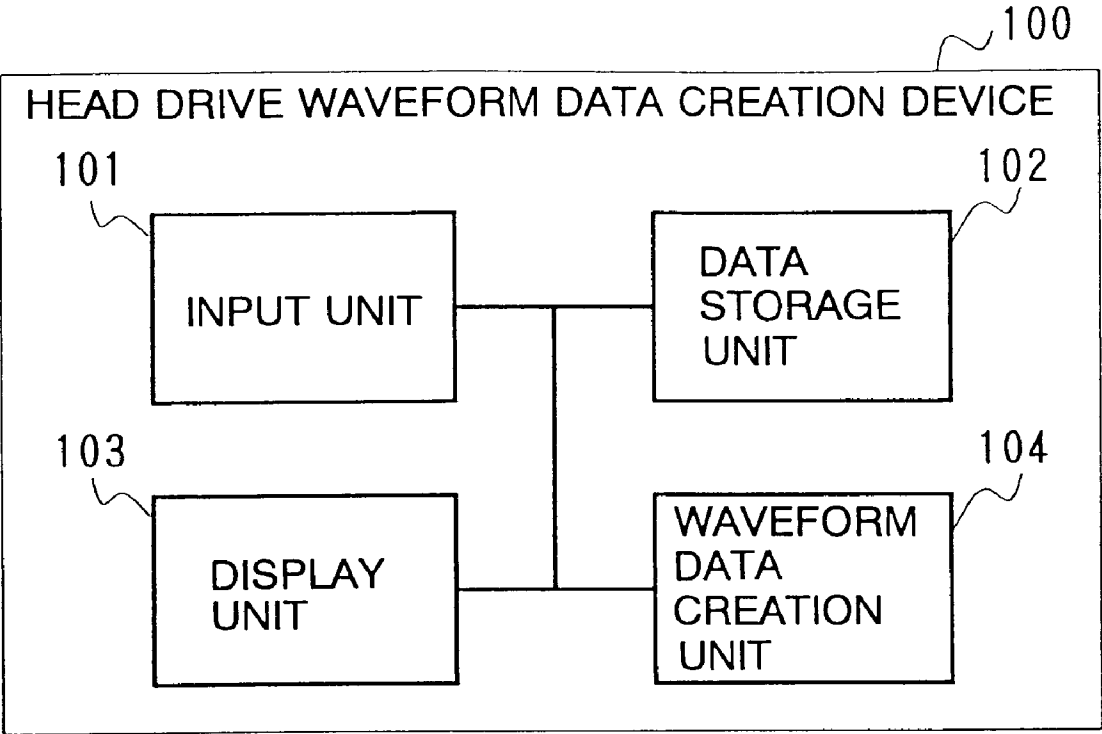 100
HEAD DRIVE WAVEFORM DATA CREATION DEVICE
101
INPUT UNIT
102
DATA
STORAGE
UNIT
103
DISPLAY
UNIT
104
WAVEFORM
DATA
CREATION
UNIT